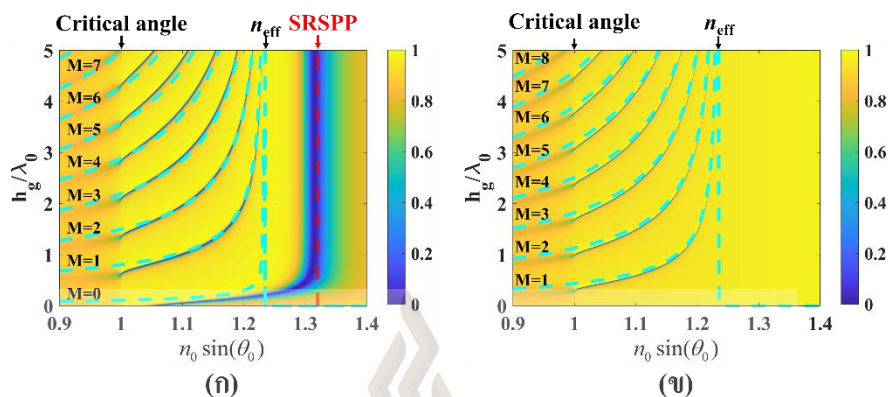 Critical angle n_eff SRSPP
5
M=7
4
M=6
M=5
3
M=4
h_g/λ_0
2
M=3
M=2
1
M=1
M=0
0
0.9 1 1.1 1.2 1.3 1.4
n_0 sin(θ_0)
1
0.8
0.6
0.4
0.2
0
(ก)
Critical angle n_eff
5
M=8
M=7
4
M=6
3
M=5
M=4
h_g/λ_0
2
M=3
M=2
1
M=1
0
0.9 1 1.1 1.2 1.3 1.4
n_0 sin(θ_0)
1
0.8
0.6
0.4
0.2
0
(ข)